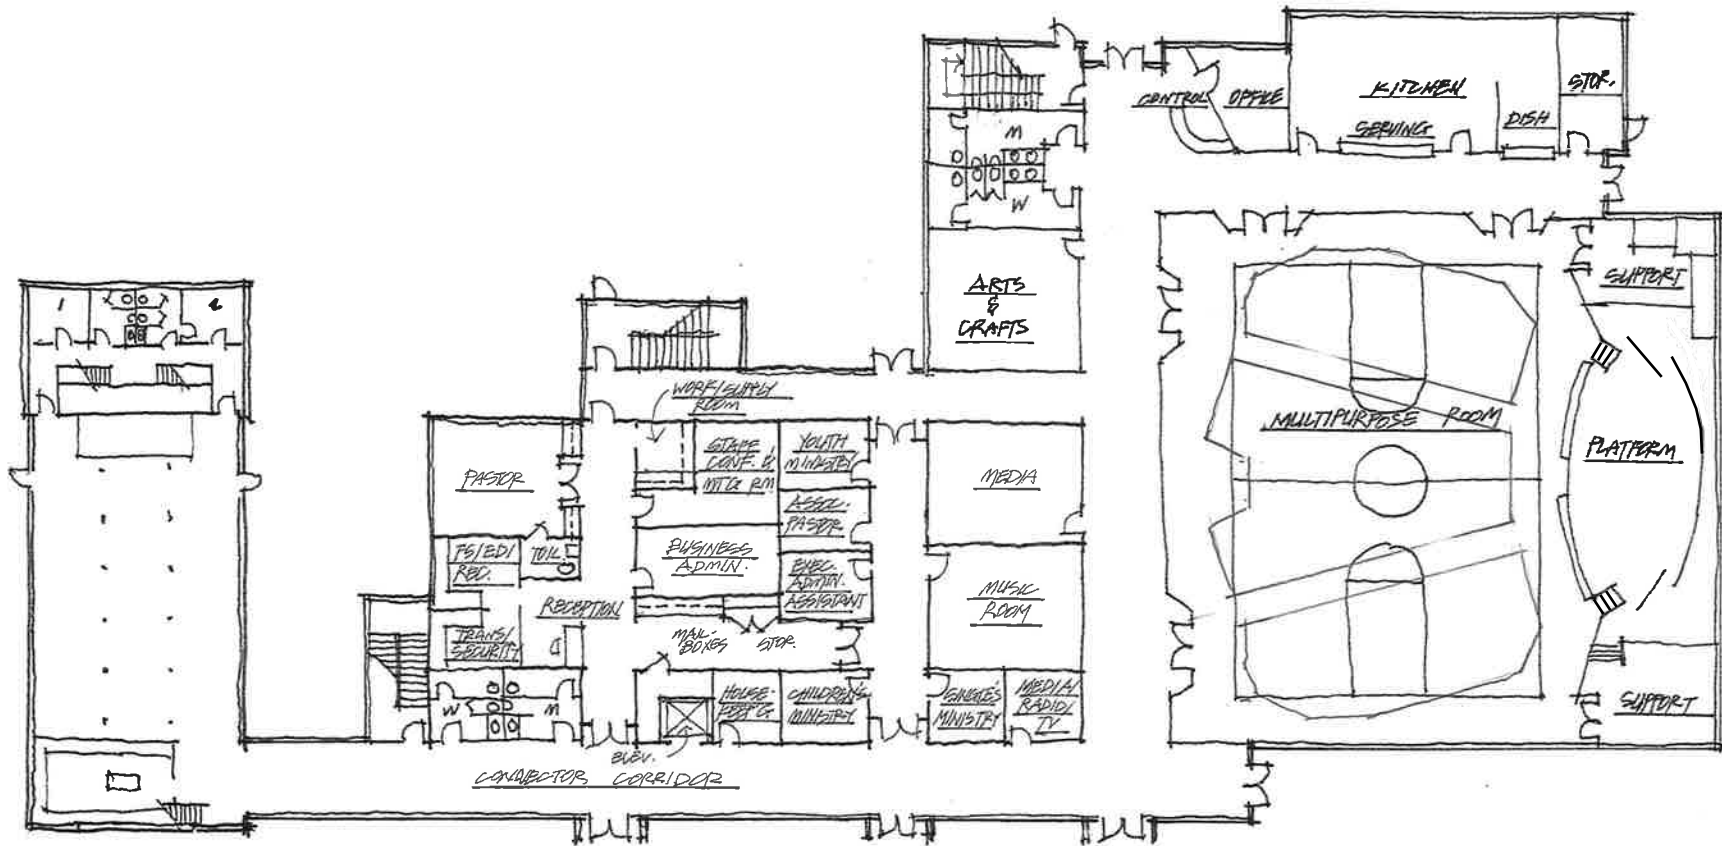 CONTROL
OFFICE
KITCHEN
SERVING
DISH
STOR.
M
W
ARTS
&
CRAFTS
SUPPORT
MULTIPURPOSE ROOM
PLATFORM
SUPPORT
1
2
WORK/SUPPLY
ROOM
PASTOR
STAFF
CONF. &
MTG RM
YOUTH
MINISTRY
ASSOC.
PASTOR
BUSINESS
ADMIN.
EXEC.
ADMIN.
ASSISTANT
MEDIA
MUSIC
ROOM
REC.
TOIL.
RECEPTION
TRANS/
SECURITY
MAIL-
BOXES
STOR.
W
M
HOUSE-
KEP'G
CHILDREN'S
MINISTRY
SINGLES
MINISTRY
MEDIA/
RADIO/
TV
ELEV.
CONNECTOR CORRIDOR